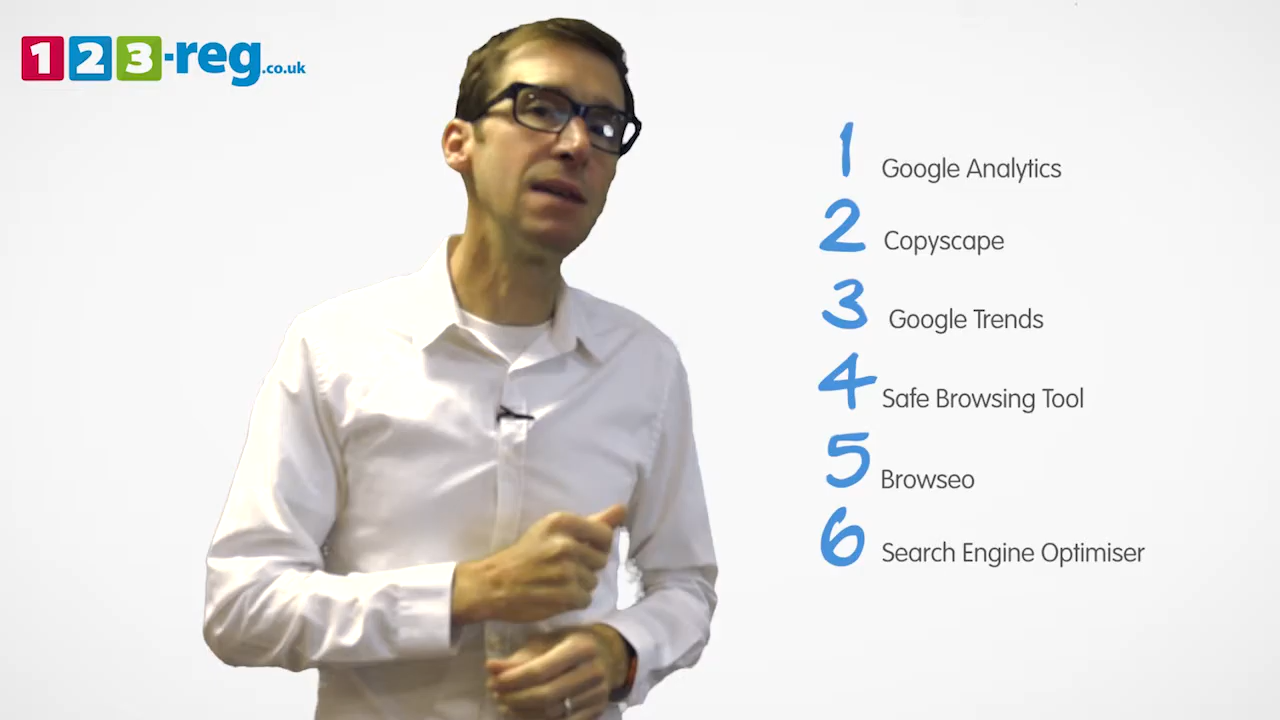 123-reg.co.uk
1 Google Analytics
2 Copyscape
3 Google Trends
4 Safe Browsing Tool
5 Browseo
6 Search Engine Optimiser